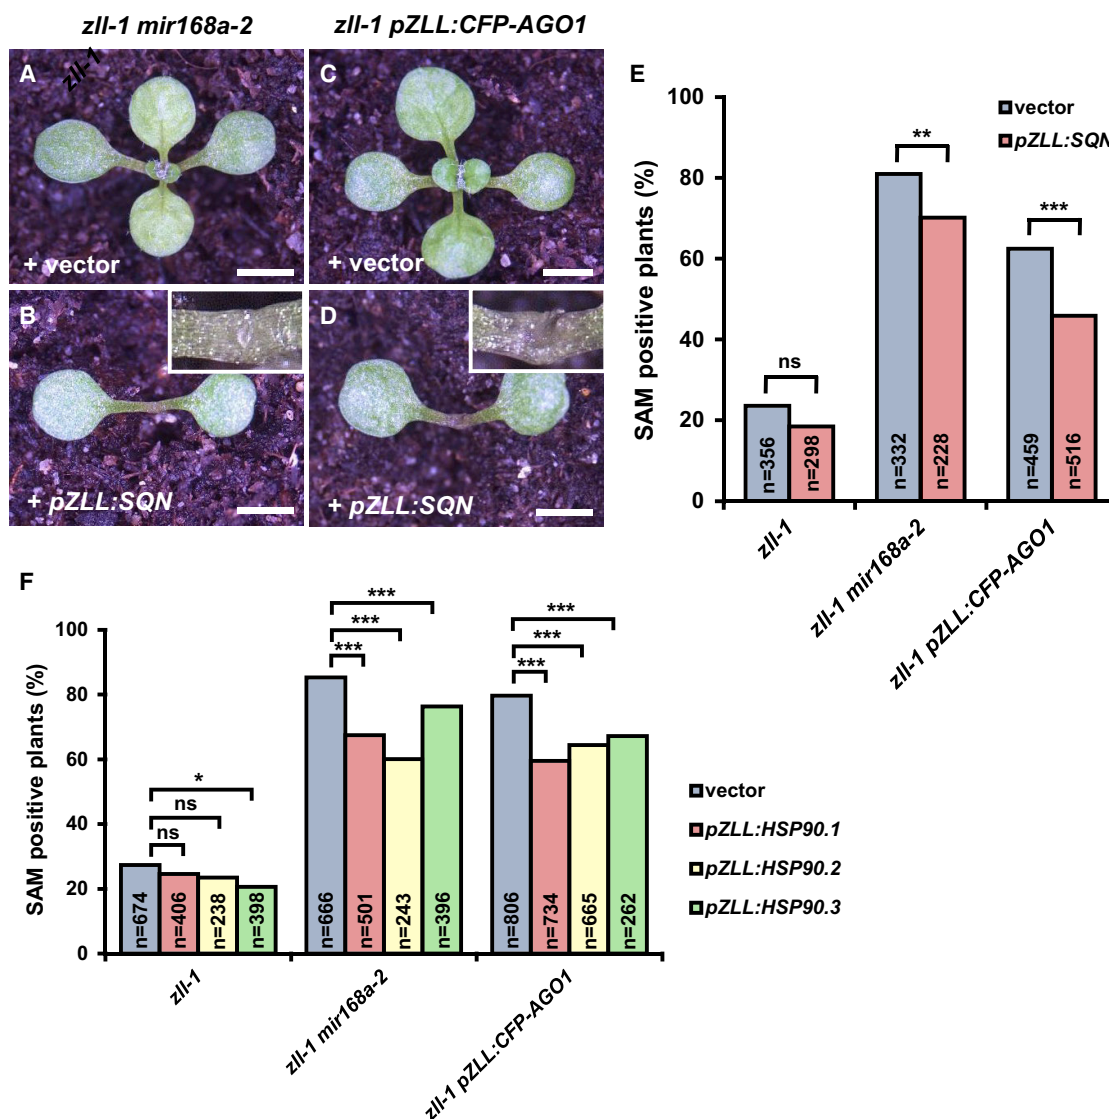 zll-1 mir168a-2
zll-1 pZLL:CFP-AGO1
A
zll-1
+ vector
C
+ vector
B
+ pZLL:SQN
D
+ pZLL:SQN
E
SAM positive plants (%)
100
80
60
40
20
0
vector
pZLL:SQN
ns
**
***
n=356
n=298
n=332
n=228
n=459
n=516
zll-1
zll-1 mir168a-2
zll-1 pZLL:CFP-AGO1
F
SAM positive plants (%)
100
80
60
40
20
0
*
ns
ns
***
***
***
***
***
***
n=674
n=406
n=238
n=398
n=666
n=501
n=243
n=396
n=806
n=734
n=665
n=262
zll-1
zll-1 mir168a-2
zll-1 pZLL:CFP-AGO1
vector
pZLL:HSP90.1
pZLL:HSP90.2
pZLL:HSP90.3